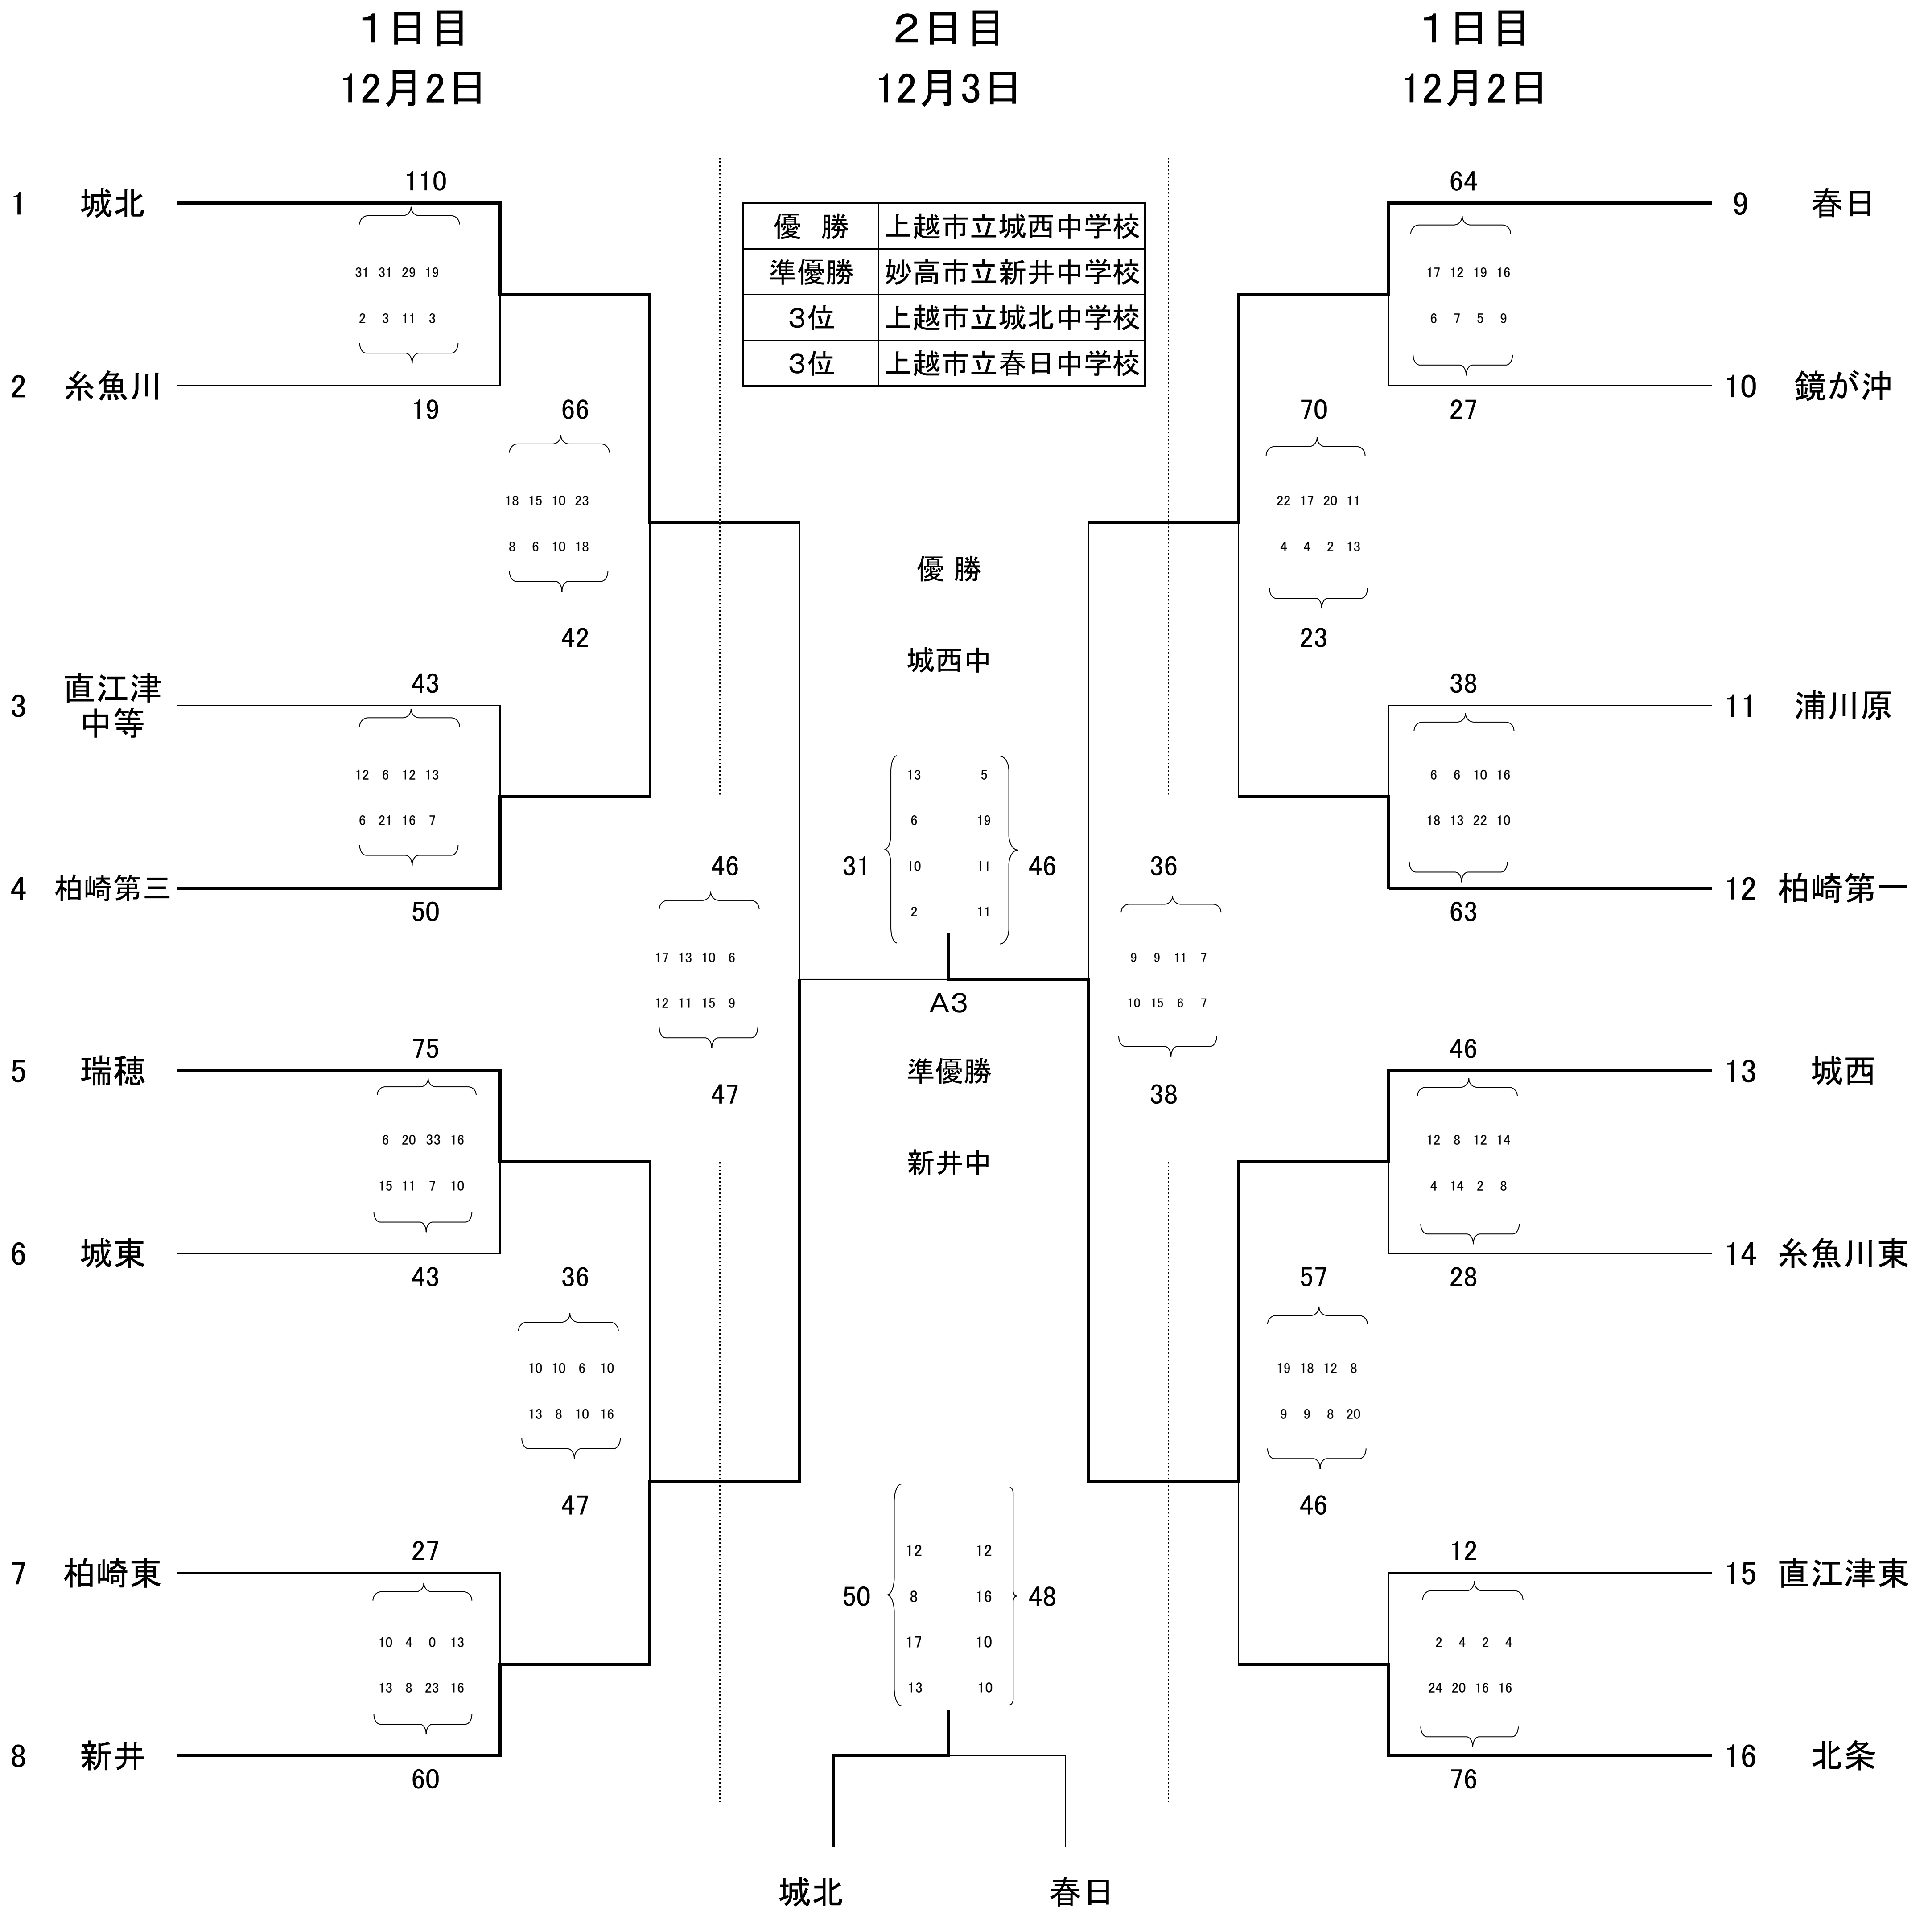 １日目
２日目
１日目
12月2日
12月3日
12月2日
1 城北
110
31 31 29 19
2 3 11 3
2 糸魚川
19
66
18 15 10 23
8 6 10 18
42
3 直江津
中等
43
12 6 12 13
6 21 16 7
4 柏崎第三
50
46
17 13 10 6
12 11 15 9
47
5 瑞穂
75
6 20 33 16
15 11 7 10
6 城東
43
36
10 10 6 10
13 8 10 16
47
7 柏崎東
27
10 4 0 13
13 8 23 16
8 新井
60
優 勝 上越市立城西中学校
準優勝 妙高市立新井中学校
３位 上越市立城北中学校
３位 上越市立春日中学校
優 勝
城西中
13 5
6 19
31 10 11 46
2 11
A3
準優勝
新井中
12 12
50 8 16 48
17 10
13 10
城北 春日
64
9 春日
17 12 19 16
6 7 5 9
10 鏡が沖
27
70
22 17 20 11
4 4 2 13
23
38
11 浦川原
6 6 10 16
18 13 22 10
12 柏崎第一
63
36
9 9 11 7
10 15 6 7
38
46
13 城西
12 8 12 14
4 14 2 8
14 糸魚川東
28
57
19 18 12 8
9 9 8 20
46
12
15 直江津東
2 4 2 4
24 20 16 16
16 北条
76